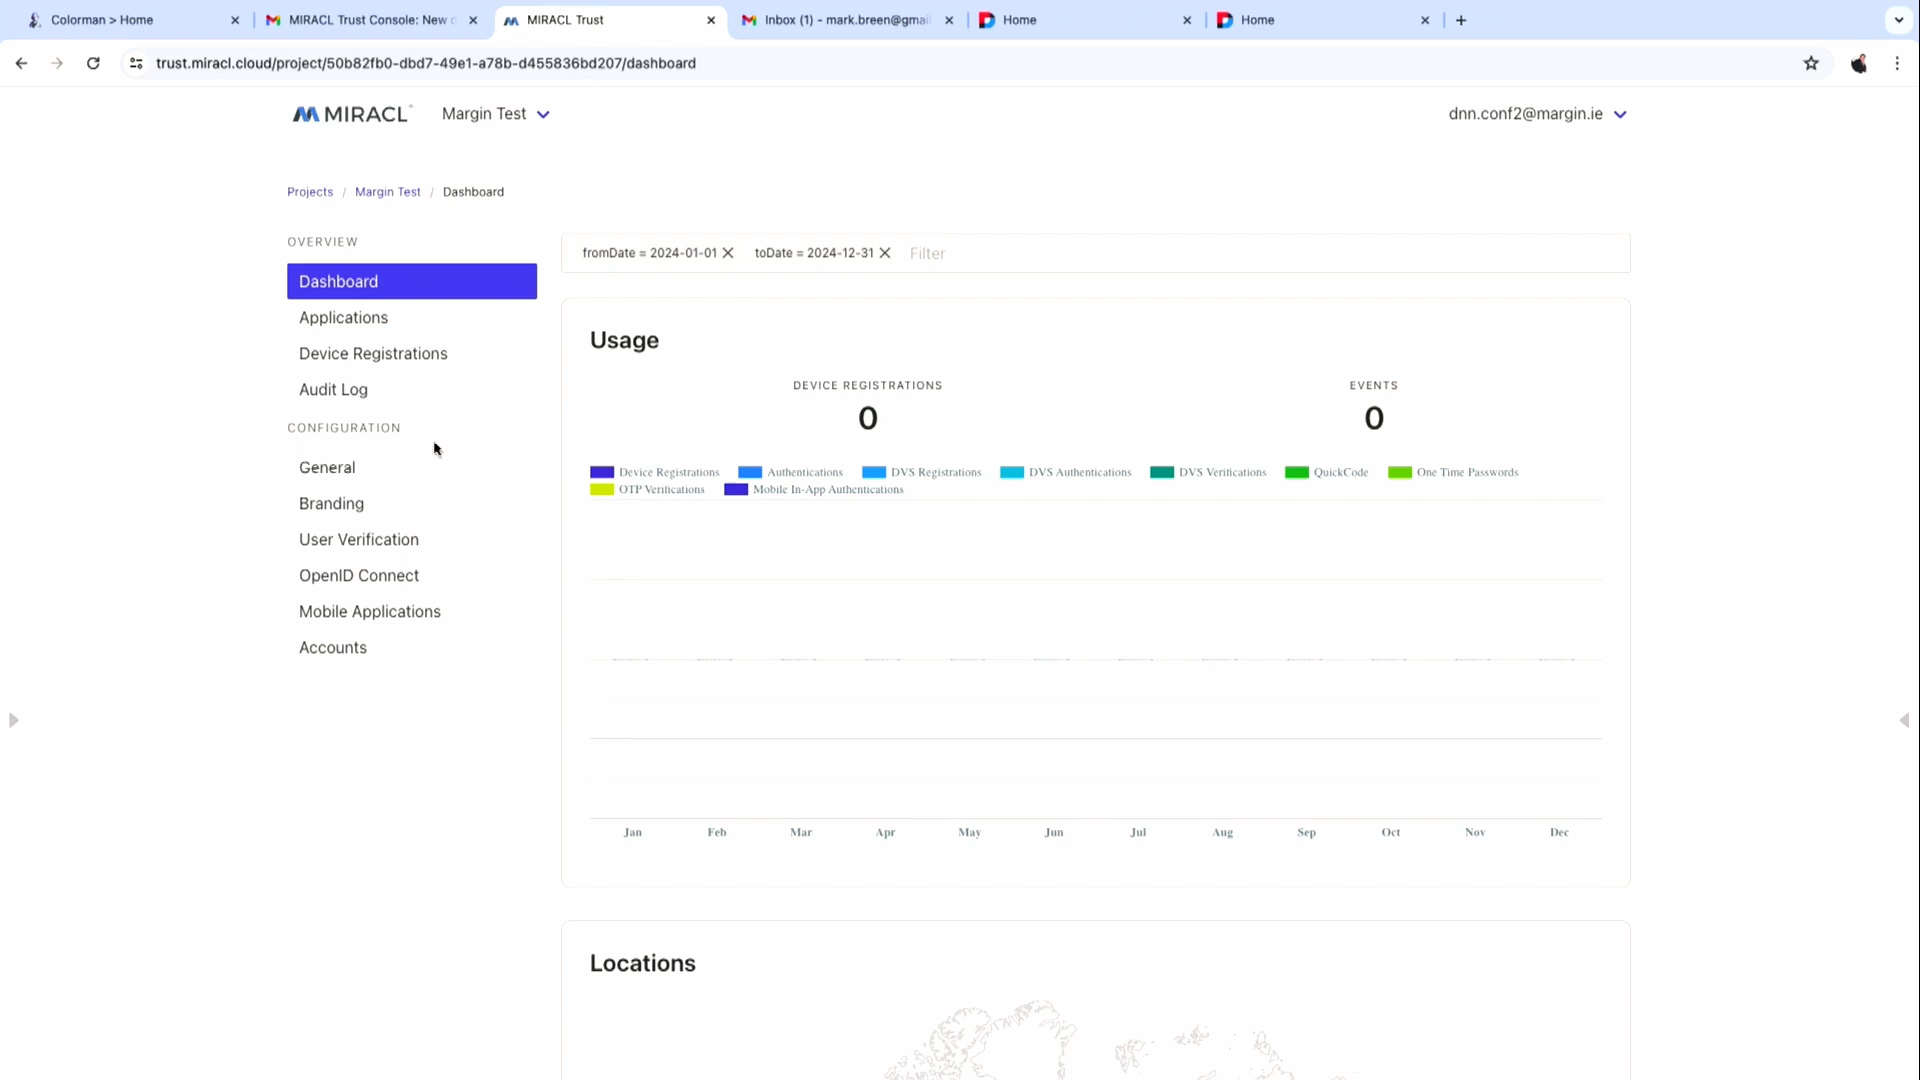 Colorman > Home
MIRACL Trust Console: New
MIRACL Trust
Inbox (1) - mark.breen@gmai
Home
Home
trust.miracl.cloud/project/50b82fb0-dbd7-49e1-a78b-d455836bd207/dashboard
MIRACL
Margin Test
dnn.conf2@margin.ie
Projects / Margin Test / Dashboard
OVERVIEW
Dashboard
Applications
Device Registrations
Audit Log
CONFIGURATION
General
Branding
User Verification
OpenID Connect
Mobile Applications
Accounts
fromDate = 2024-01-01 toDate = 2024-12-31 Filter
Usage
DEVICE REGISTRATIONS EVENTS
0 0
Device Registrations Authentications DVS Registrations DVS Authentications DVS Verifications QuickCode One Time Passwords
OTP Verifications Mobile In-App Authentications
Jan Feb Mar Apr May Jun Jul Aug Sep Oct Nov Dec
Locations